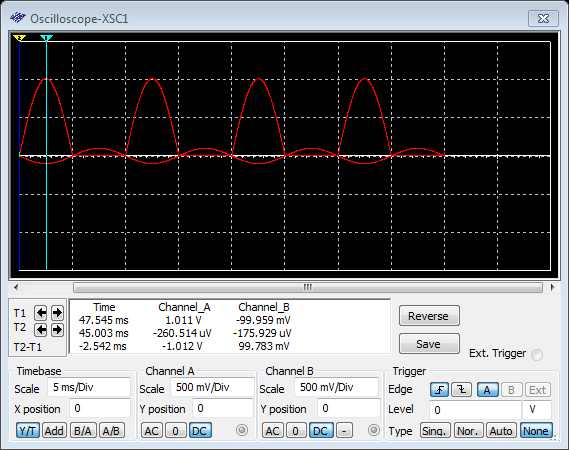 Oscilloscope-XSC1
2 1
T1
T2
T2-T1
Time Channel_A Channel_B
47.545 ms 1.011 V -99.959 mV
45.003 ms -260.514 uV -175.929 uV
-2.542 ms -1.012 V 99.783 mV
Reverse
Save
Ext. Trigger
Timebase
Scale 5 ms/Div
X position 0
Y/T Add B/A A/B
Channel A
Scale 500 mV/Div
Y position 0
AC 0 DC
Channel B
Scale 500 mV/Div
Y position 0
AC 0 DC -
Trigger
Edge A B Ext
Level 0 V
Type Sing. Nor. Auto None